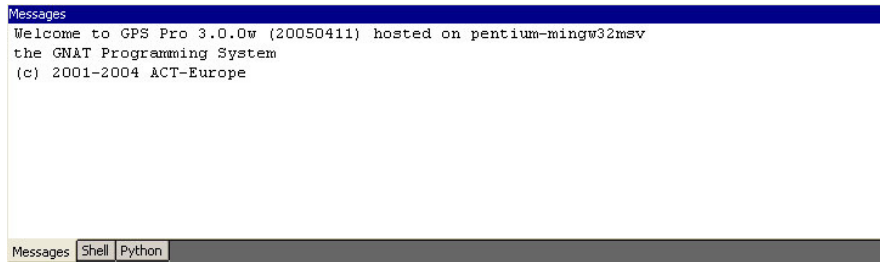 Messages
Welcome to GPS Pro 3.0.0w (20050411) hosted on pentium-mingw32msv
the GNAT Programming System
(c) 2001-2004 ACT-Europe
Messages Shell Python